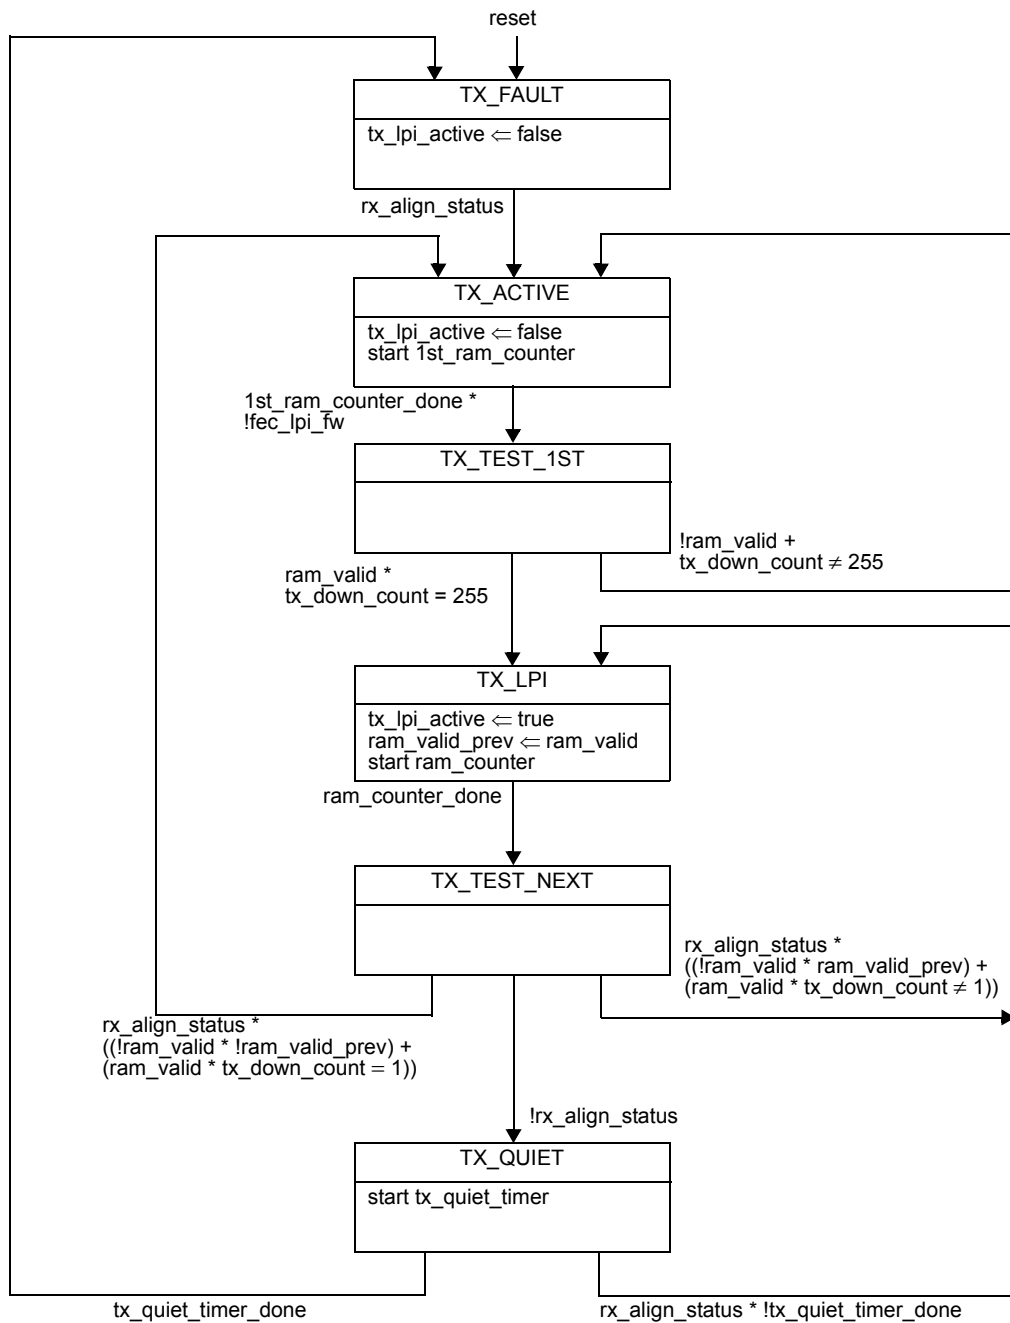 reset
TX_FAULT
tx_lpi_active ⇐ false
rx_align_status
TX_ACTIVE
tx_lpi_active ⇐ false
start 1st_ram_counter
1st_ram_counter_done *
!fec_lpi_fw
TX_TEST_1ST
!ram_valid +
tx_down_count ≠ 255
ram_valid *
tx_down_count = 255
TX_LPI
tx_lpi_active ⇐ true
ram_valid_prev ⇐ ram_valid
start ram_counter
ram_counter_done
TX_TEST_NEXT
rx_align_status *
((!ram_valid * ram_valid_prev) +
(ram_valid * tx_down_count ≠ 1))
rx_align_status *
((!ram_valid * !ram_valid_prev) +
(ram_valid * tx_down_count = 1))
!rx_align_status
TX_QUIET
start tx_quiet_timer
tx_quiet_timer_done
rx_align_status * !tx_quiet_timer_done